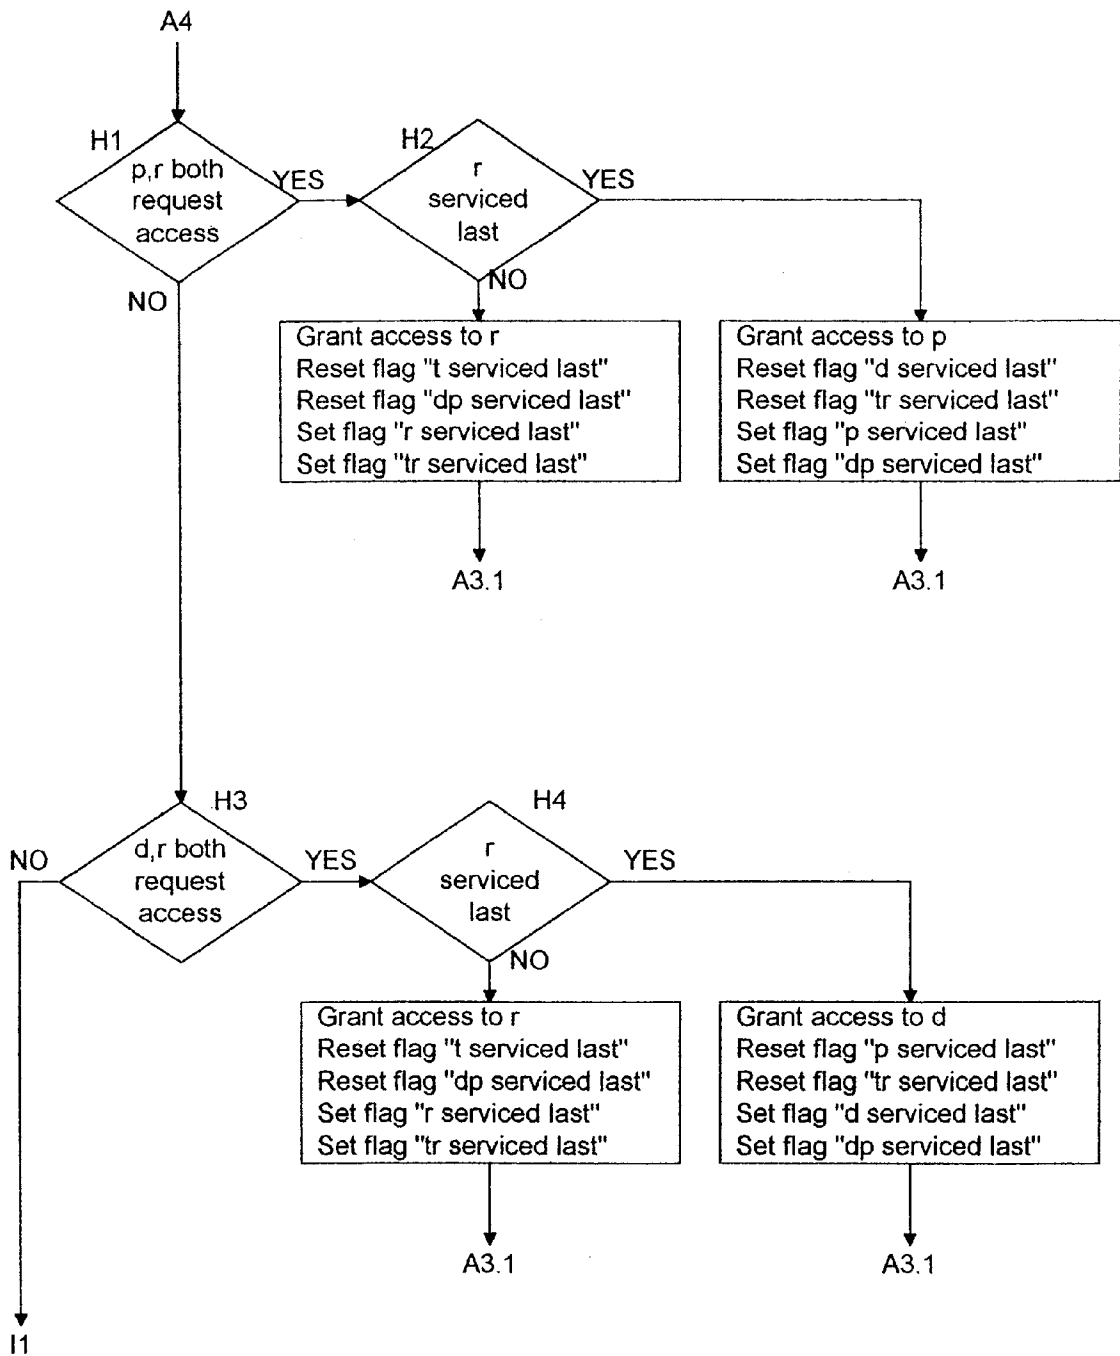 A4
H1
p,r both
request
access
YES
NO
H2
r
serviced
last
YES
NO
Grant access to r
Reset flag "t serviced last"
Reset flag "dp serviced last"
Set flag "r serviced last"
Set flag "tr serviced last"
A3.1
Grant access to p
Reset flag "d serviced last"
Reset flag "tr serviced last"
Set flag "p serviced last"
Set flag "dp serviced last"
A3.1
H3
d,r both
request
access
NO
YES
H4
r
serviced
last
YES
NO
Grant access to r
Reset flag "t serviced last"
Reset flag "dp serviced last"
Set flag "r serviced last"
Set flag "tr serviced last"
A3.1
Grant access to d
Reset flag "p serviced last"
Reset flag "tr serviced last"
Set flag "d serviced last"
Set flag "dp serviced last"
A3.1
I1